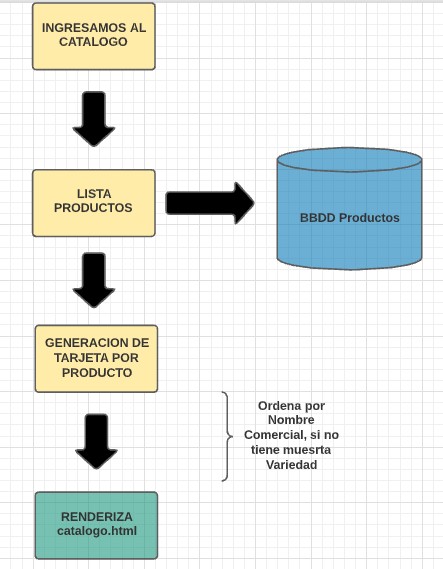 INGRESAMOS AL
CATALOGO
LISTA
PRODUCTOS
BBDD Productos
GENERACION DE
TARJETA POR
PRODUCTO
Ordena por
Nombre
Comercial, si no
tiene muesrta
Variedad
RENDERIZA
catalogo.html